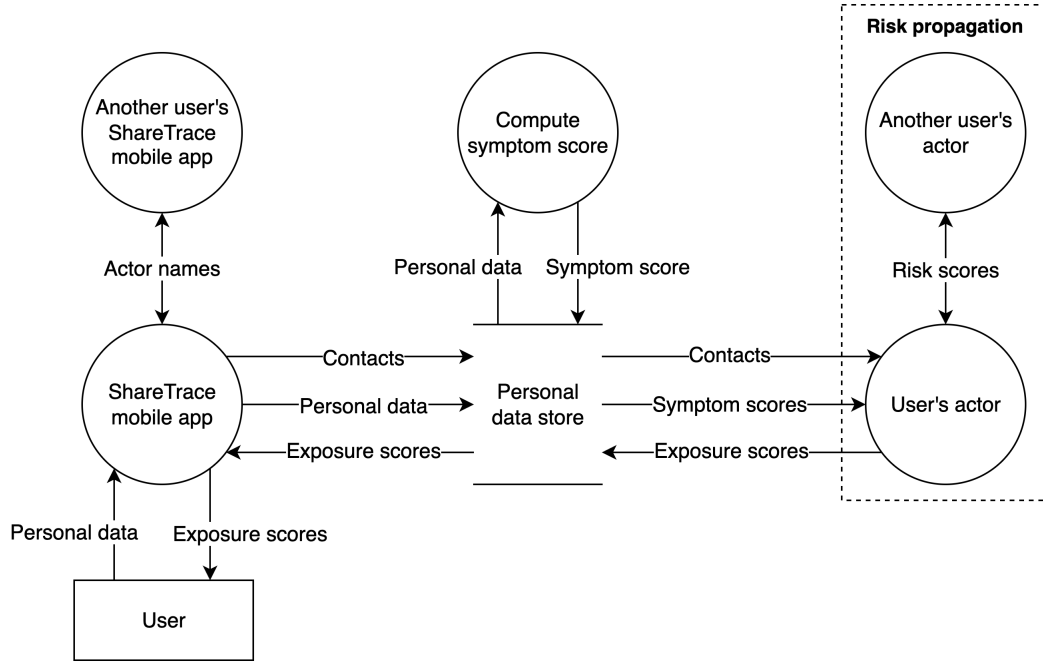 Risk propagation
Another user's
ShareTrace
mobile app
Compute
symptom score
Another user's
actor
Actor names
Personal data
Symptom score
Risk scores
ShareTrace
mobile app
Contacts
Personal data
Exposure scores
Personal
data store
Contacts
Symptom scores
Exposure scores
User's actor
Personal data
Exposure scores
User